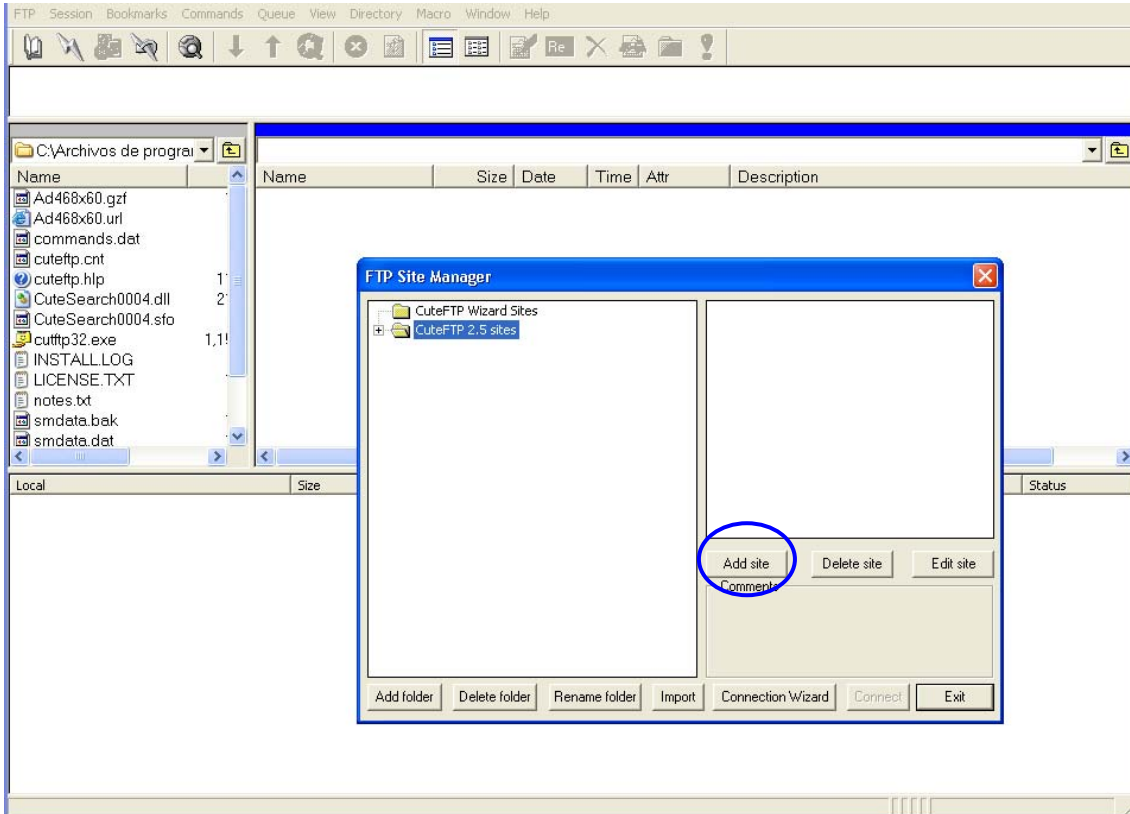 FTP Session Bookmarks Commands Queue View Directory Macro Window Help
Re
C:\Archivos de progra
Name
Name Size Date Time Attr Description
Ad468x60.gzf
Ad468x60.url
commands.dat
cuteftp.cnt
cuteftp.hlp
CuteSearch0004.dll
CuteSearch0004.sfo
cutftp32.exe
INSTALL.LOG
LICENSE.TXT
notes.txt
smdata.bak
smdata.dat
Local Size Status
FTP Site Manager
CuteFTP Wizard Sites
CuteFTP 2.5 sites
Add site Delete site Edit site
Comments
Add folder Delete folder Rename folder Import Connection Wizard Connect Exit